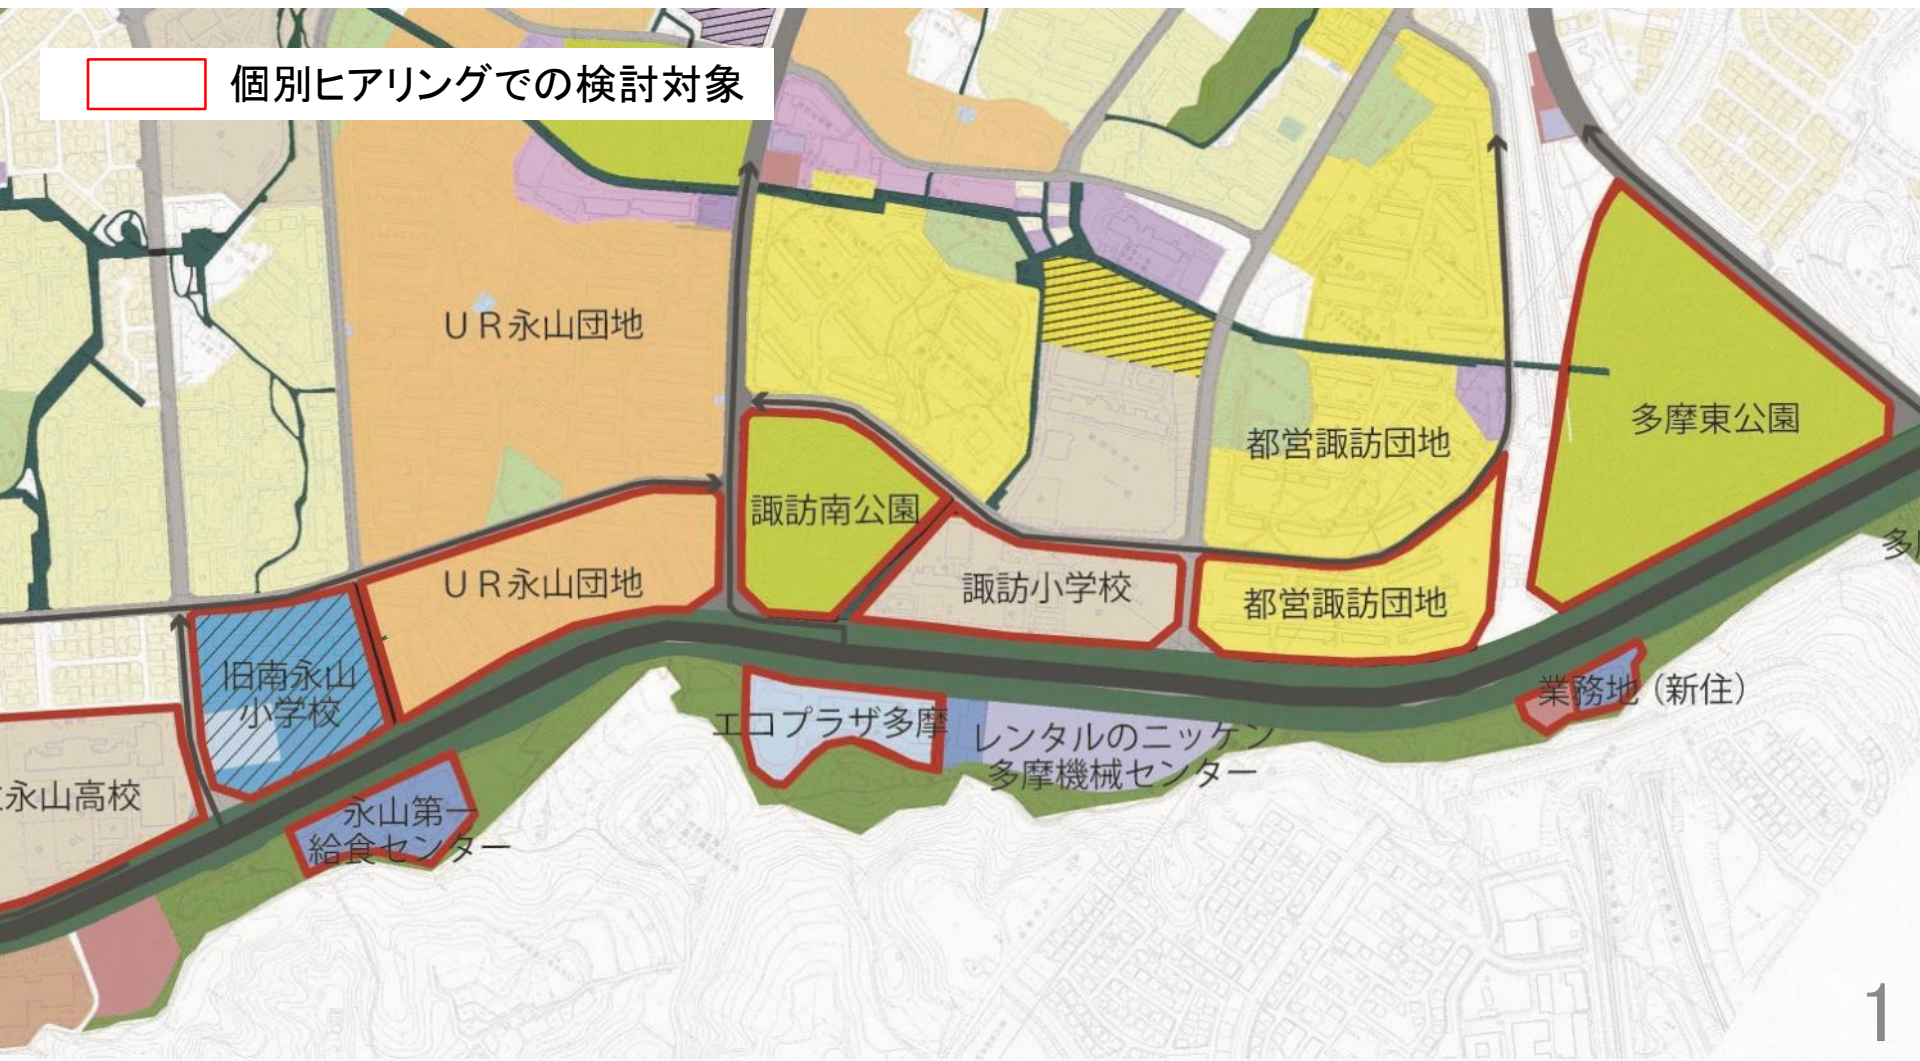 個別ヒアリングでの検討対象
ＵＲ永山団地
多摩東公園
都営諏訪団地
諏訪南公園
ＵＲ永山団地
諏訪小学校
都営諏訪団地
旧南永山
小学校
業務地（新住）
エコプラザ多摩
レンタルのニッケン
多摩機械センター
永山高校
永山第一
給食センター
多
1